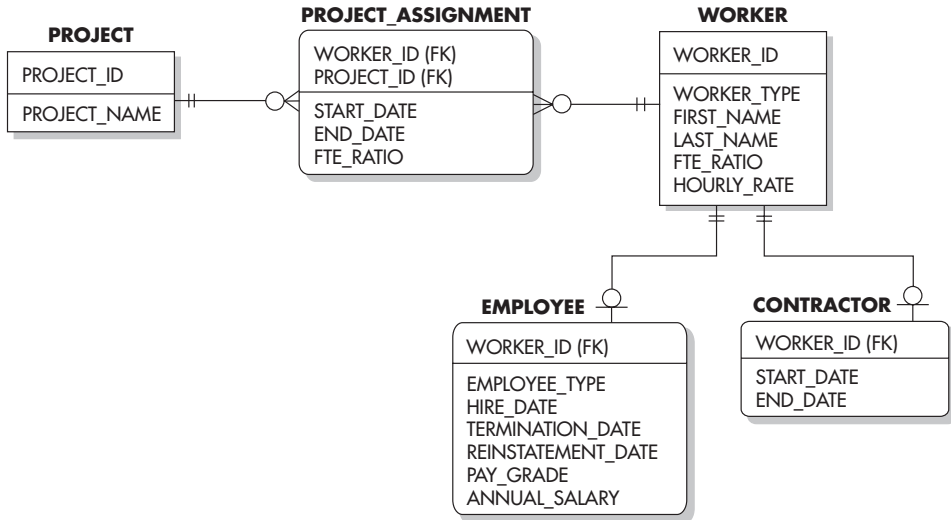 PROJECT
PROJECT_ID
PROJECT_NAME
PROJECT_ASSIGNMENT
WORKER_ID (FK)
PROJECT_ID (FK)
START_DATE
END_DATE
FTE_RATIO
WORKER
WORKER_ID
WORKER_TYPE
FIRST_NAME
LAST_NAME
FTE_RATIO
HOURLY_RATE
EMPLOYEE
WORKER_ID (FK)
EMPLOYEE_TYPE
HIRE_DATE
TERMINATION_DATE
REINSTATEMENT_DATE
PAY_GRADE
ANNUAL_SALARY
CONTRACTOR
WORKER_ID (FK)
START_DATE
END_DATE